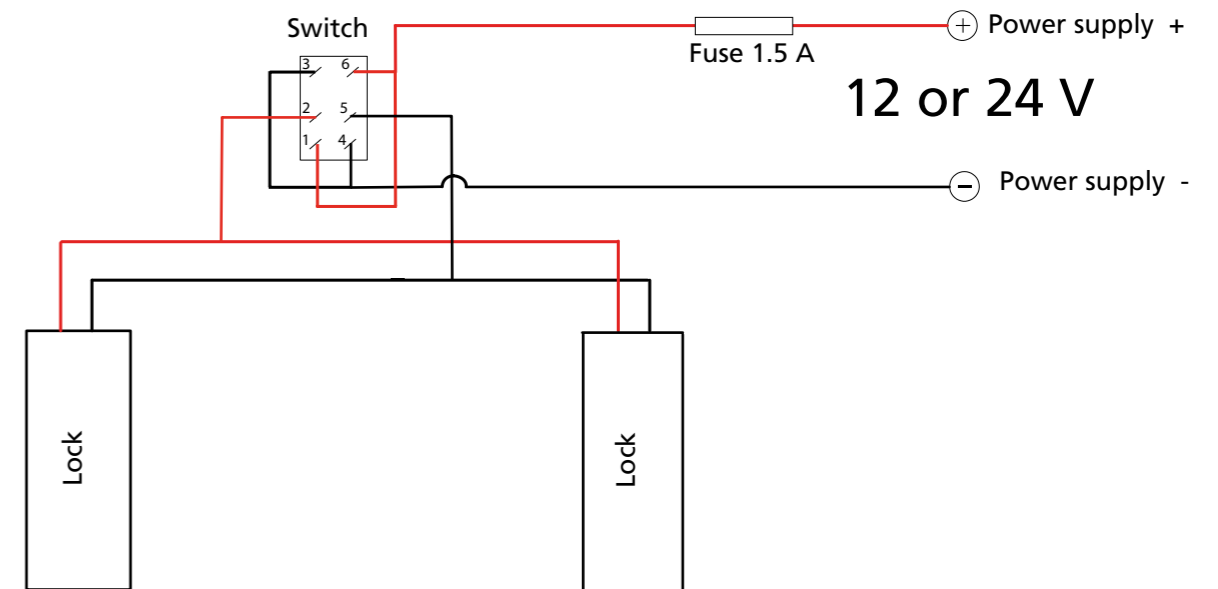 Switch
Power supply +
Fuse 1.5 A
12 or 24 V
3 6
2 5
1 4
Power supply -
Lock
Lock